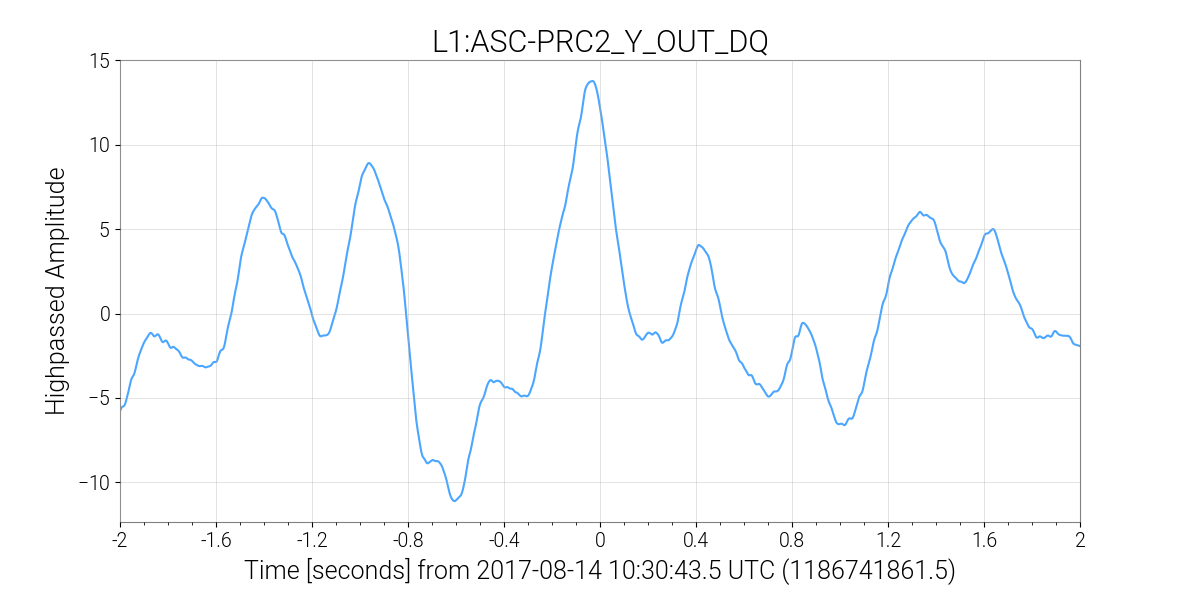 L1:ASC-PRC2_Y_OUT_DQ
Highpassed Amplitude
15
10
5
0
−5
−10
-2 -1.6 -1.2 -0.8 -0.4 0 0.4 0.8 1.2 1.6 2
Time [seconds] from 2017-08-14 10:30:43.5 UTC (1186741861.5)